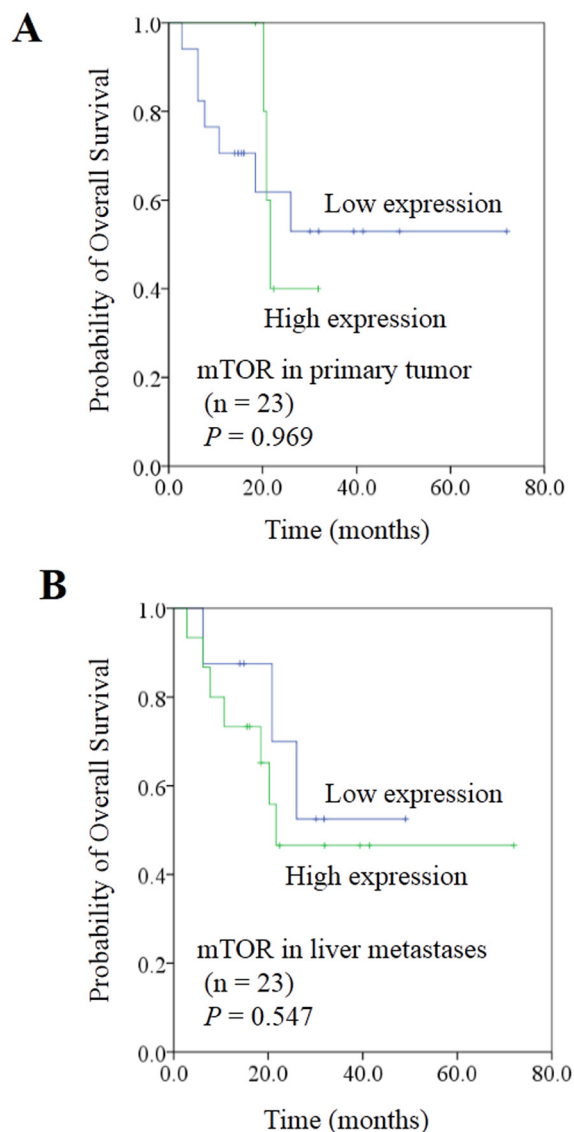 A
Probability of Overall Survival
1.0
0.8
0.6
0.4
0.2
0.0
Low expression
High expression
mTOR in primary tumor
(n = 23)
P = 0.969
0.0 20.0 40.0 60.0 80.0
Time (months)
B
Probability of Overall Survival
1.0
0.8
0.6
0.4
0.2
0.0
Low expression
High expression
mTOR in liver metastases
(n = 23)
P = 0.547
0.0 20.0 40.0 60.0 80.0
Time (months)